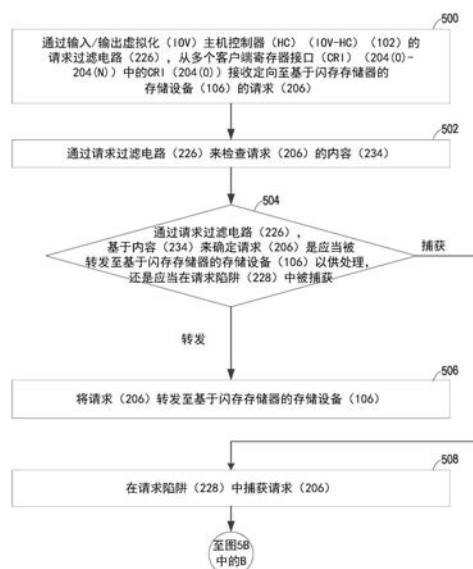 500
通过输入/输出虚拟化（IOV）主机控制器（HC）（IOV-HC）（102）的
请求过滤电路（226），从多个客户端寄存器接口（CRI）（204(0)-
204(N)）中的CRI（204(0)）接收定向至基于闪存存储器的
存储设备（106）的请求（206）
502
通过请求过滤电路（226）来检查请求（206）的内容（234）
504
通过请求过滤电路（226），
基于内容（234）来确定请求（206）是应当被
转发至基于闪存存储器的存储设备（106）以供处理，
还是应当在请求陷阱（228）中被捕获
捕获
转发
506
将请求（206）转发至基于闪存存储器的存储设备（106）
508
在请求陷阱（228）中捕获请求（206）
至图5B
中的B